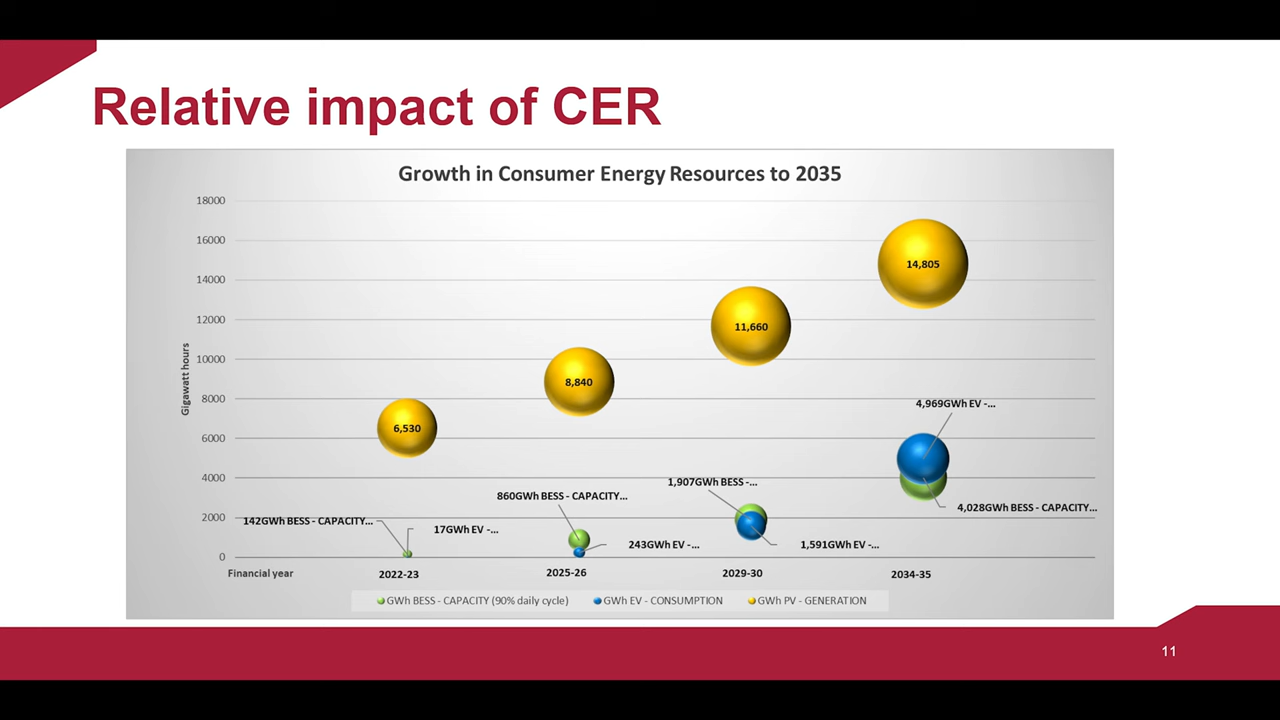 Relative impact of CER
Growth in Consumer Energy Resources to 2035
Gigawatt hours
18000
16000
14000
12000
10000
8000
6000
4000
2000
0
14,805
11,660
8,840
6,530
4,969GWh EV -...
1,907GWh BESS -...
860GWh BESS - CAPACITY...
4,028GWh BESS - CAPACITY...
142GWh BESS - CAPACITY...
17GWh EV -...
243GWh EV -...
1,591GWh EV -...
Financial year
2022-23
2025-26
2029-30
2034-35
GWh BESS - CAPACITY (90% daily cycle)
GWh EV - CONSUMPTION
GWh PV - GENERATION
11